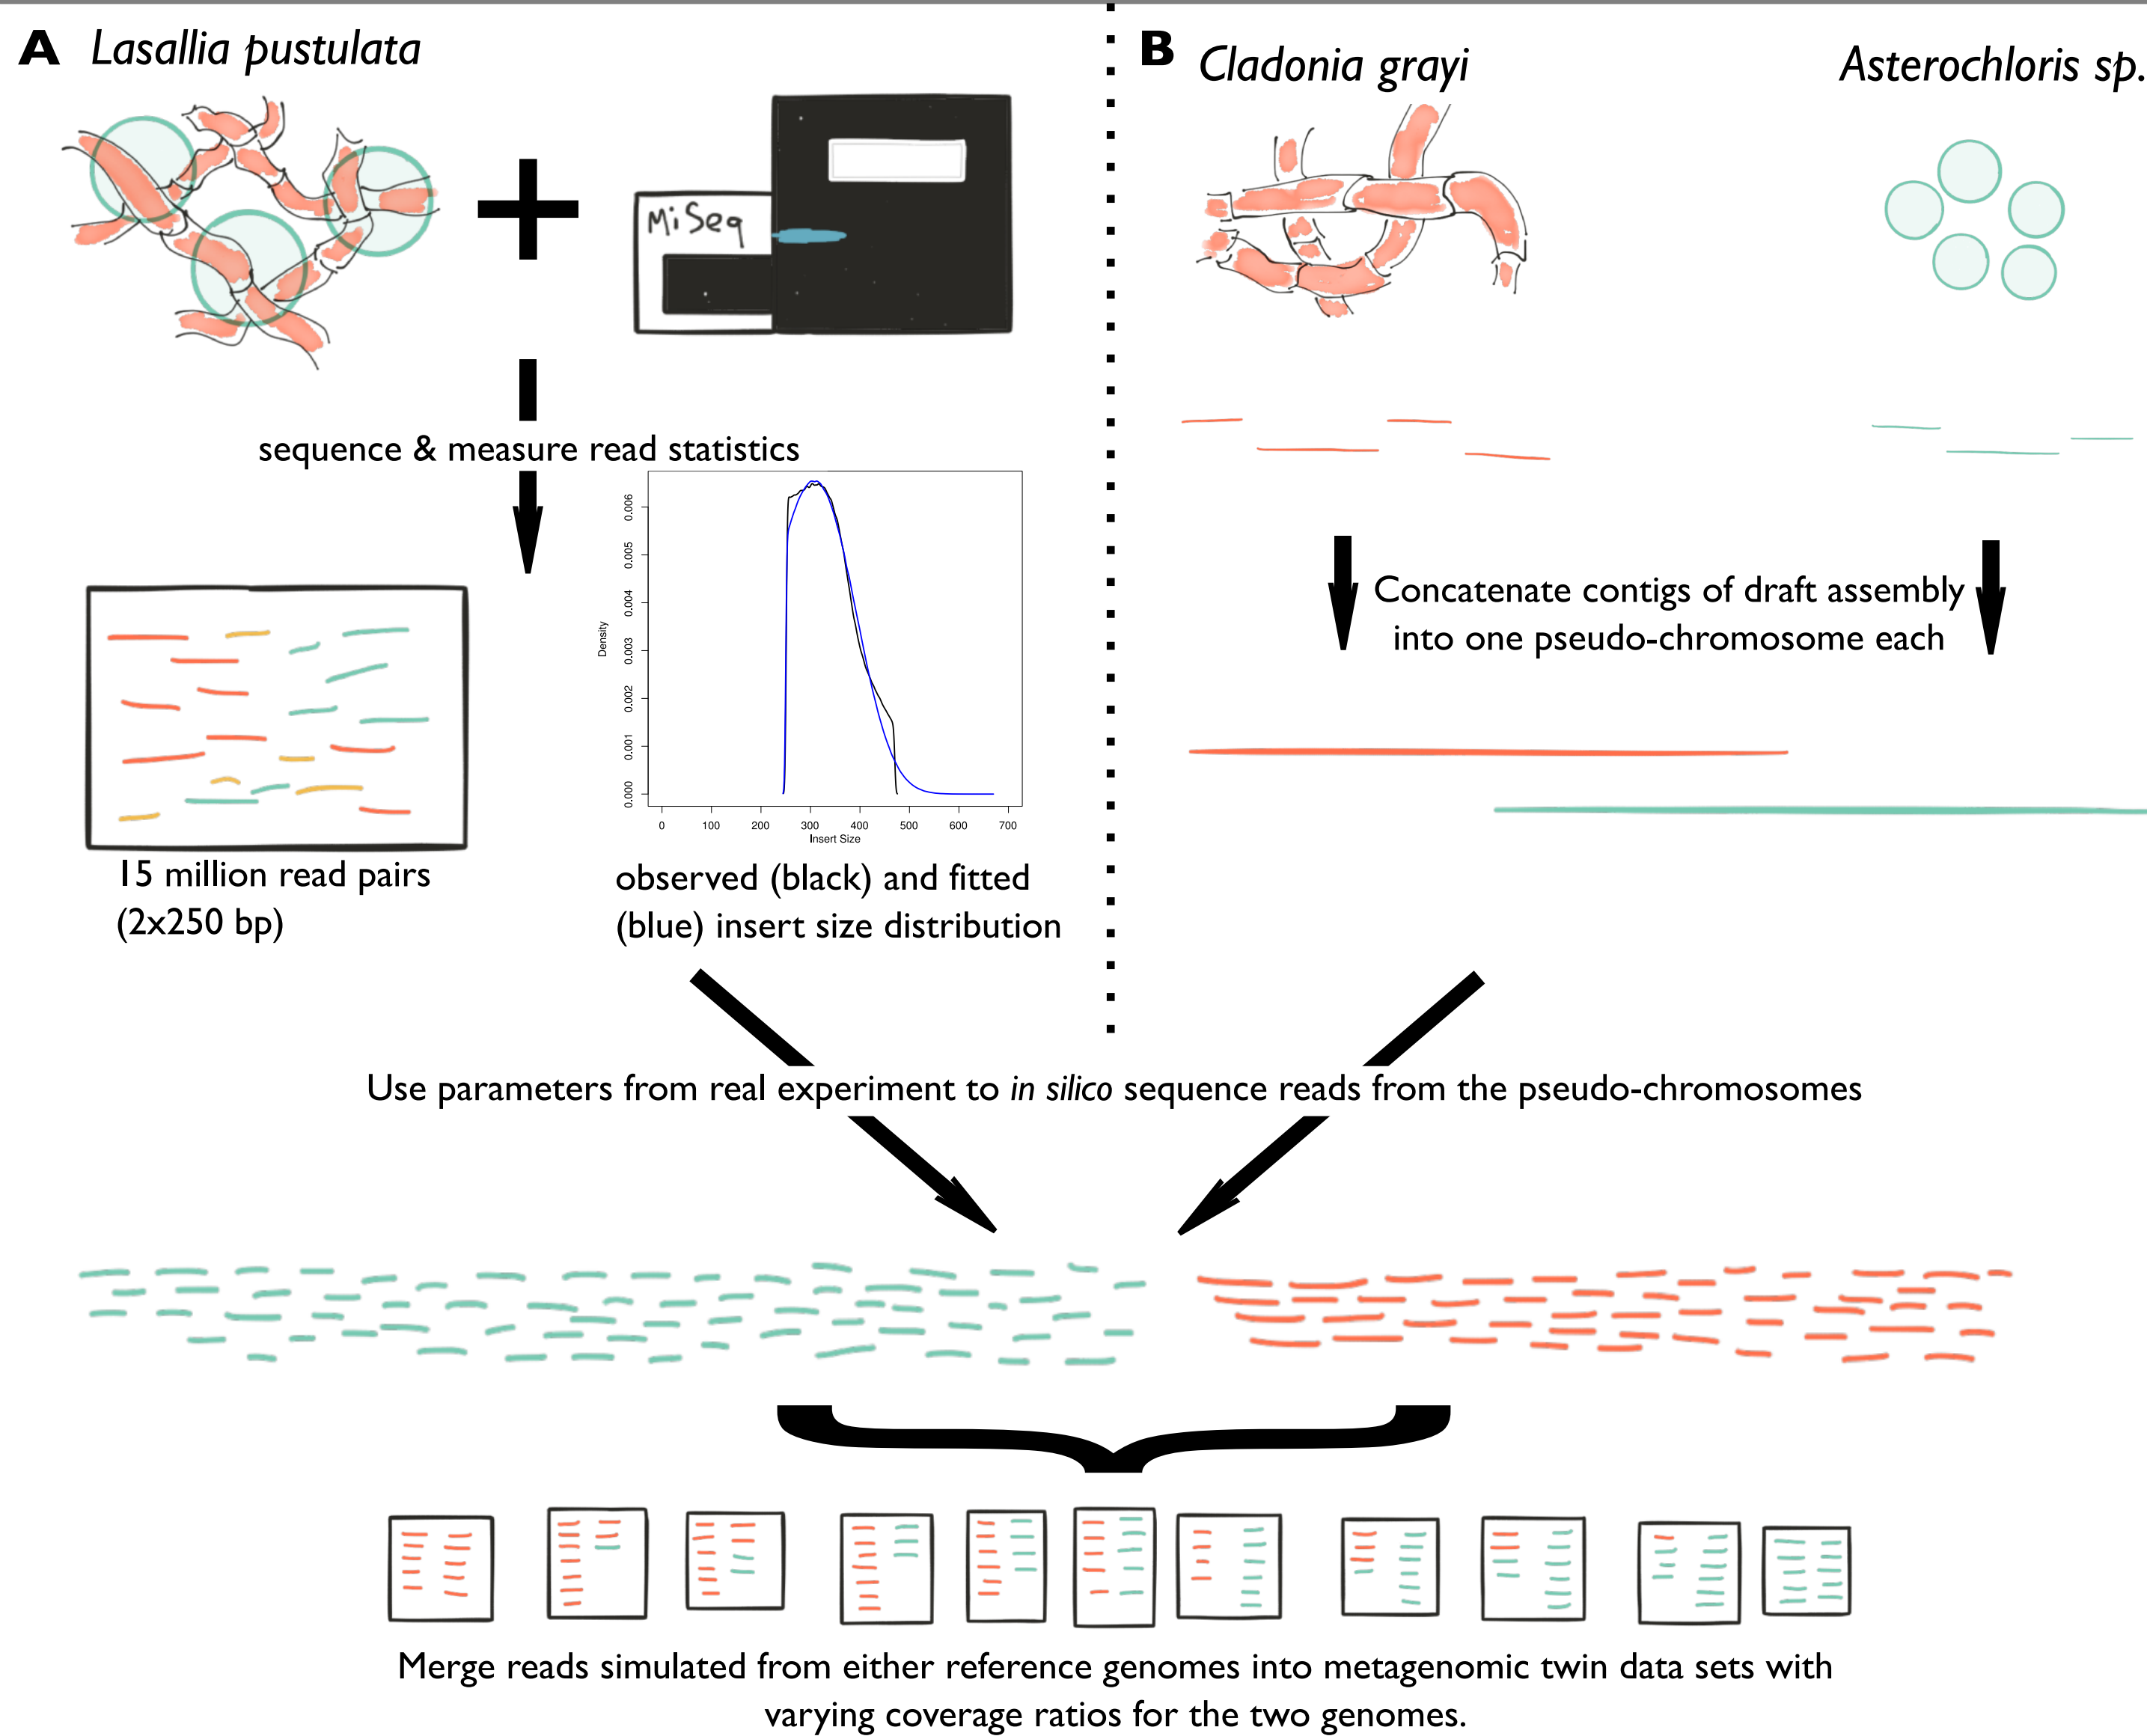 A Lasallia pustulata
B Cladonia grayi
Asterochloris sp.
MiSeq
sequence & measure read statistics
0.006
0.005
0.004
0.003
0.002
0.001
0.000
Density
0 100 200 300 400 500 600 700
Insert Size
15 million read pairs
(2x250 bp)
observed (black) and fitted
(blue) insert size distribution
Concatenate contigs of draft assembly
into one pseudo-chromosome each
Use parameters from real experiment to in silico sequence reads from the pseudo-chromosomes
Merge reads simulated from either reference genomes into metagenomic twin data sets with
varying coverage ratios for the two genomes.